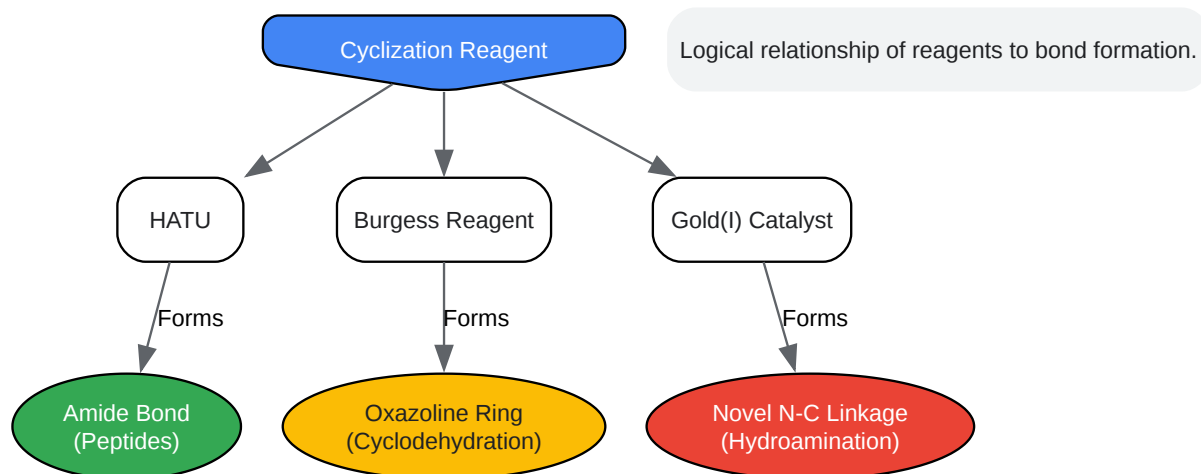 Cyclization Reagent
Logical relationship of reagents to bond formation.
HATU
Burgess Reagent
Gold(I) Catalyst
Forms
Forms
Forms
Amide Bond
(Peptides)
Oxazoline Ring
(Cyclodehydration)
Novel N-C Linkage
(Hydroamination)